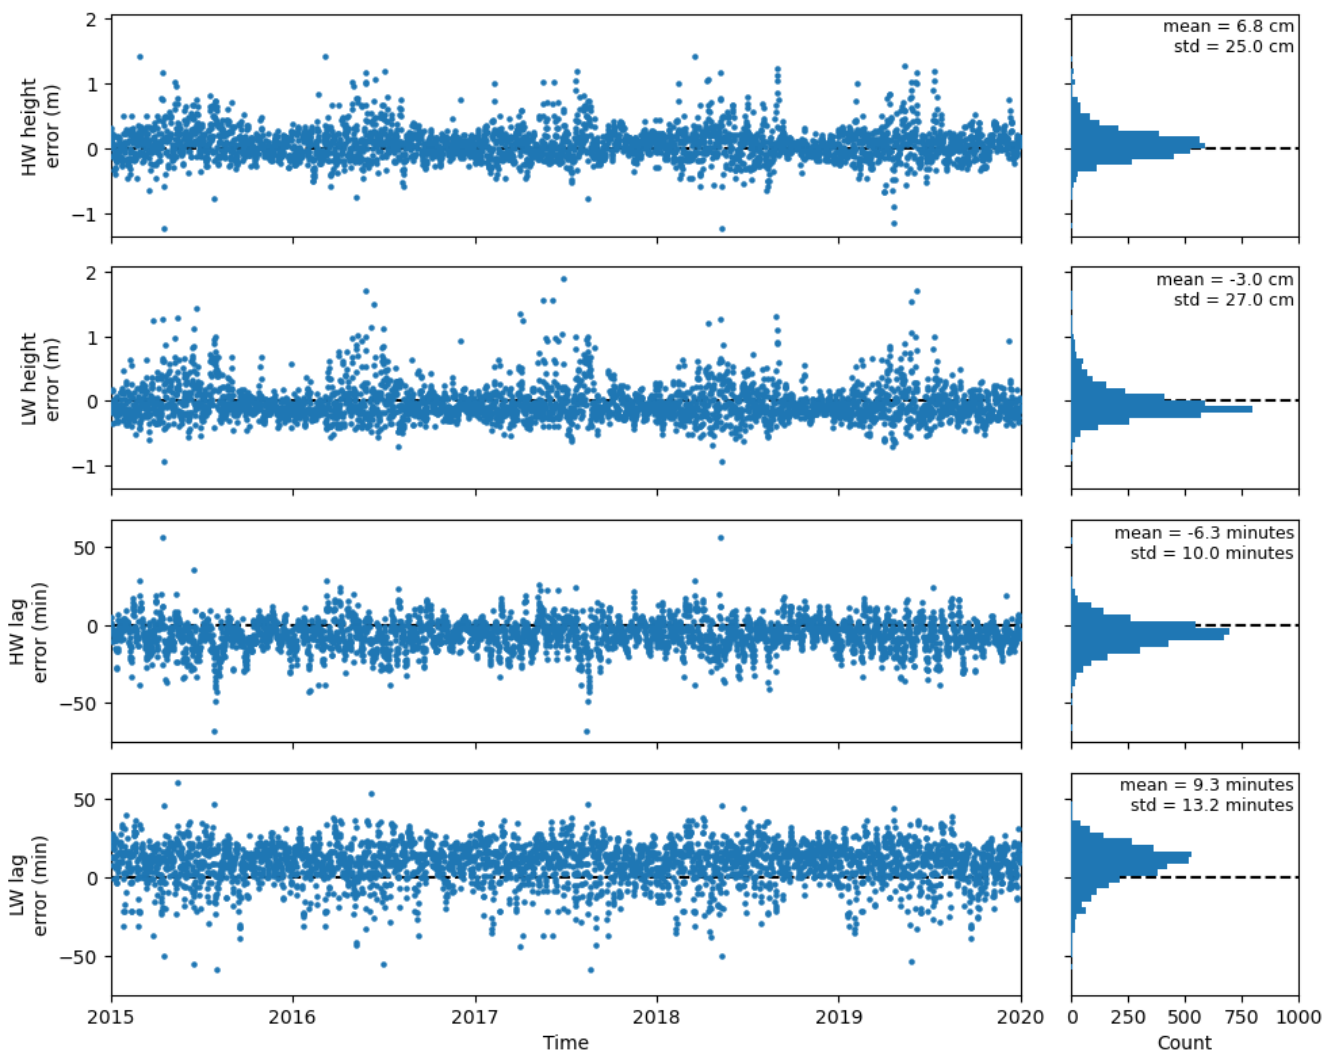 2
1
0
−1
HW height
error (m)
mean = 6.8 cm
std = 25.0 cm
2
1
0
−1
LW height
error (m)
mean = -3.0 cm
std = 27.0 cm
50
0
−50
HW lag
error (min)
mean = -6.3 minutes
std = 10.0 minutes
50
0
−50
LW lag
error (min)
mean = 9.3 minutes
std = 13.2 minutes
2015 2016 2017 2018 2019 2020
Time
0 250 500 750 1000
Count